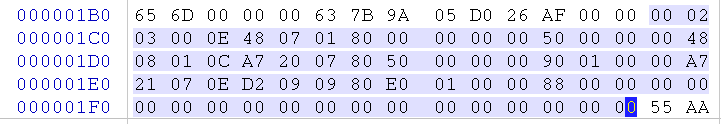 000001B0 65 6D 00 00 00 63 7B 9A 05 D0 26 AF 00 00 00 02
000001C0 03 00 0E 48 07 01 80 00 00 00 00 50 00 00 00 48
000001D0 08 01 0C A7 20 07 80 50 00 00 00 90 01 00 00 A7
000001E0 21 07 0E D2 09 09 80 E0 01 00 00 88 00 00 00 00
000001F0 00 00 00 00 00 00 00 00 00 00 00 00 00 00 55 AA